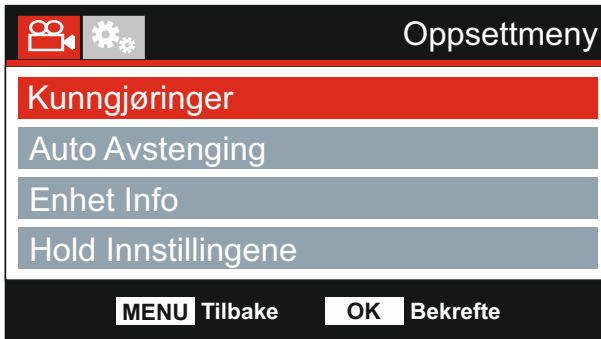 Oppsettmeny
Kunngjøringer
Auto Avstenging
Enhet Info
Hold Innstillingene
MENU Tilbake OK Bekrefte